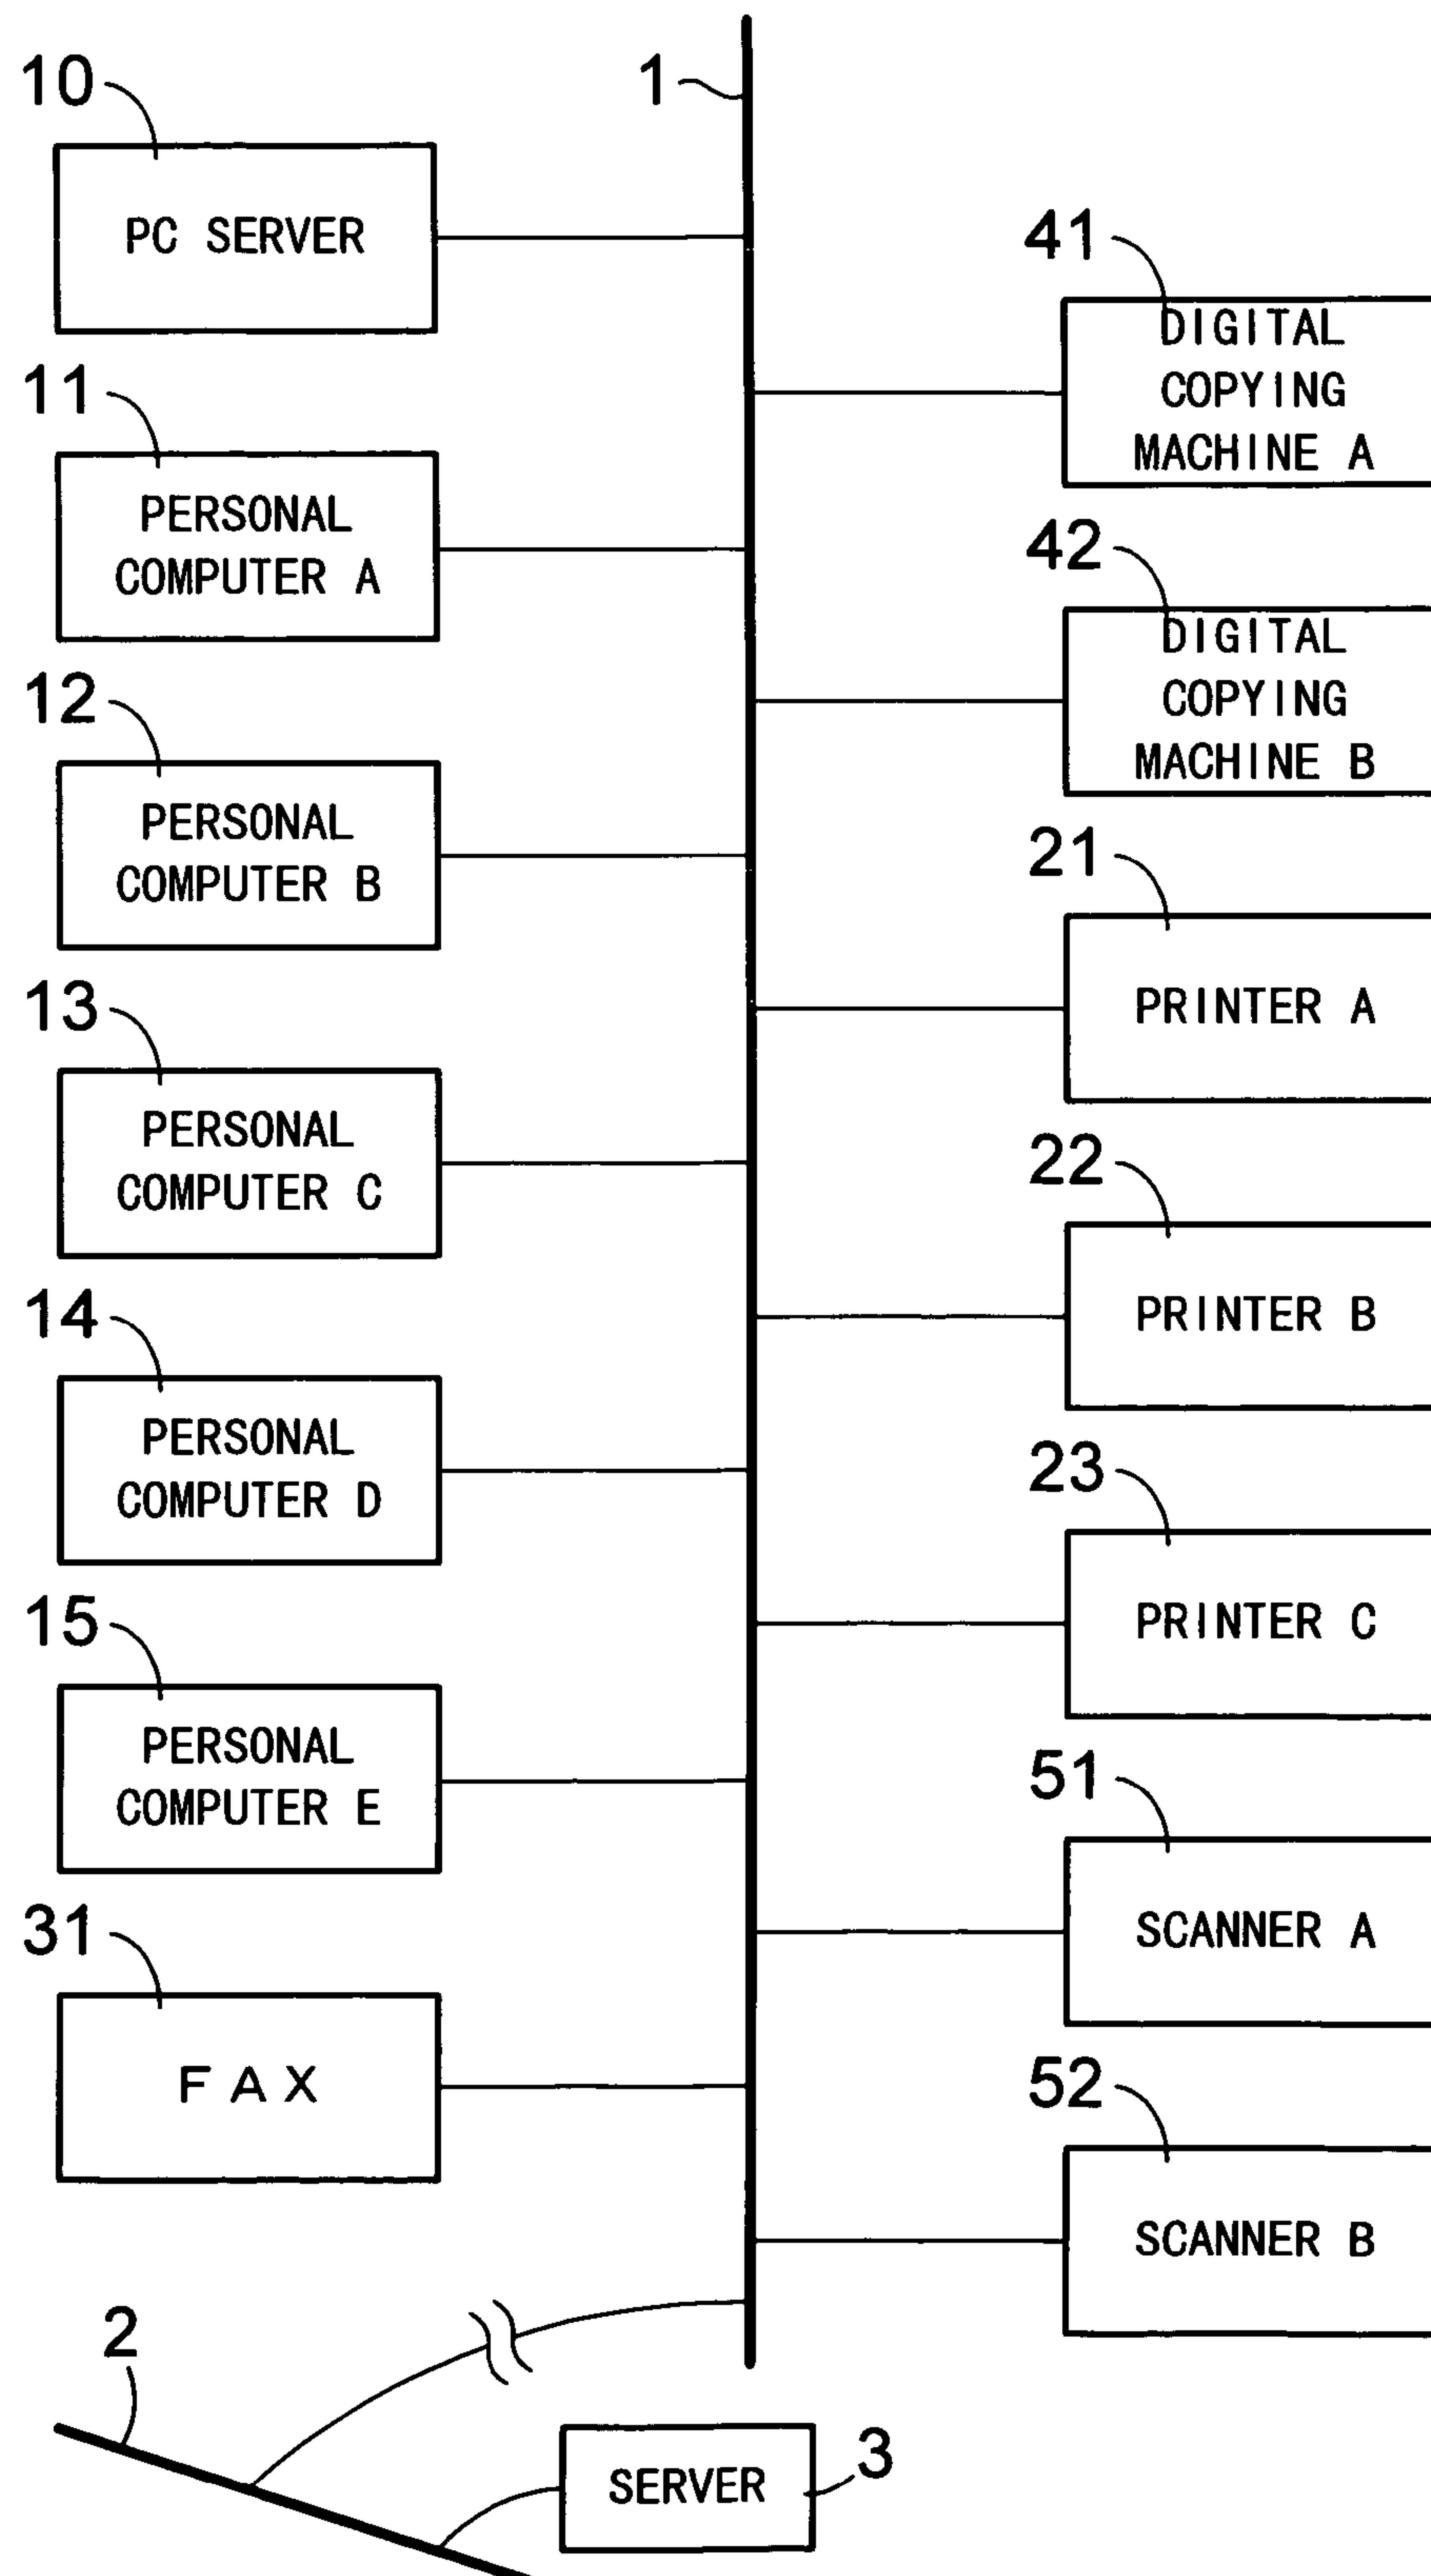 10
1
PC SERVER
41
DIGITAL
COPYING
MACHINE A
11
PERSONAL
COMPUTER A
42
DIGITAL
COPYING
MACHINE B
12
PERSONAL
COMPUTER B
21
PRINTER A
13
PERSONAL
COMPUTER C
22
PRINTER B
14
PERSONAL
COMPUTER D
23
PRINTER C
15
PERSONAL
COMPUTER E
51
SCANNER A
31
FAX
52
SCANNER B
2
SERVER
3